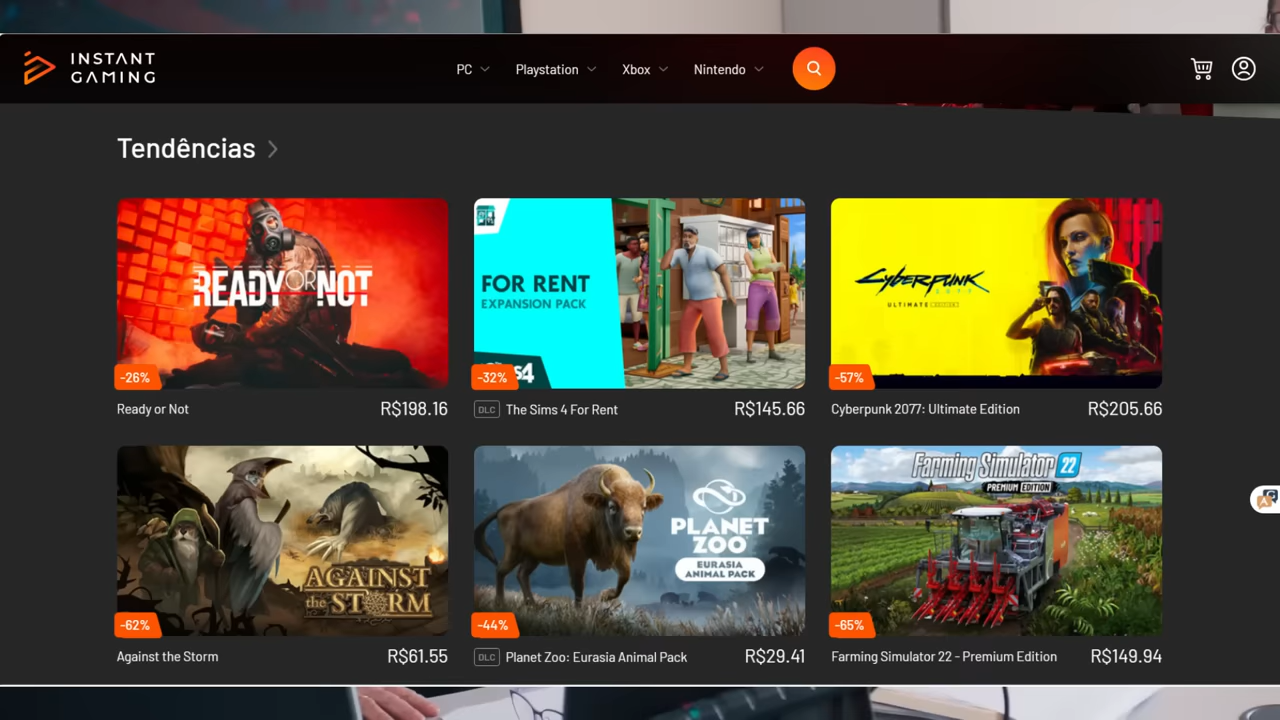 INSTANT
GAMING
PC
Playstation
Xbox
Nintendo
Tendências
READY OR NOT
-26%
Ready or Not
R$198.16
FOR RENT
EXPANSION PACK
-32%
DLC
The Sims 4 For Rent
R$145.66
CYBERPUNK
2077
ULTIMATE EDITION
-57%
Cyberpunk 2077: Ultimate Edition
R$205.66
AGAINST
the STORM
-62%
Against the Storm
R$61.55
PLANET
ZOO
EURASIA
ANIMAL PACK
-44%
DLC
Planet Zoo: Eurasia Animal Pack
R$29.41
Farming Simulator 22
PREMIUM EDITION
-65%
Farming Simulator 22 - Premium Edition
R$149.94